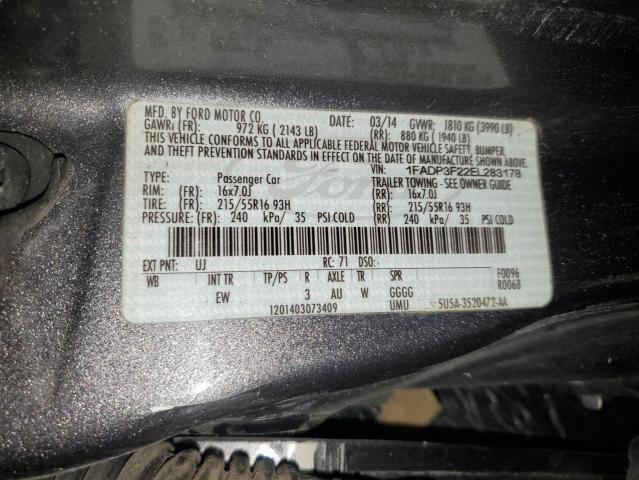 MFD. BY FORD MOTOR CO.
DATE: 03/14 GVWR: 1810 KG (3990 LB)
GAWR: (FR): 972 KG ( 2143 LB) (RR): 880 KG ( 1940 LB)
THIS VEHICLE CONFORMS TO ALL APPLICABLE FEDERAL MOTOR VEHICLE SAFETY, BUMPER,
AND THEFT PREVENTION STANDARDS IN EFFECT ON THE DATE OF MANUFACTURE SHOWN ABOVE.
VIN: 1FADP3F22EL283178
TYPE: Passenger Car TRAILER TOWING - SEE OWNER GUIDE
RIM: (FR): 16x7.0J (RR): 16x7.0J
TIRE: (FR): 215/55R16 93H (RR): 215/55R16 93H
PRESSURE: (FR) 240 kPa/ 35 PSI COLD (RR): 240 kPa/ 35 PSI COLD
EXT PNT: UJ RC: 71 DSO:
WB INT TR TP/PS R AXLE TR SPR F0096
EW 3 AU W GGGG R0068
1201403073409 UMU 5U5A-3520472-AA